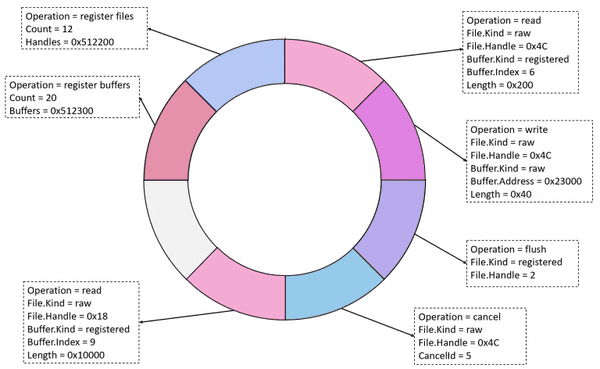 Operation = register files
Count = 12
Handles = 0x512200
Operation = read
File.Kind = raw
File.Handle = 0x4C
Buffer.Kind = registered
Buffer.Index = 6
Length = 0x200
Operation = register buffers
Count = 20
Buffers = 0x512300
Operation = write
File.Kind = raw
File.Handle = 0x4C
Buffer.Kind = raw
Buffer.Address = 0x23000
Length = 0x40
Operation = flush
File.Kind = registered
File.Handle = 2
Operation = read
File.Kind = raw
File.Handle = 0x18
Buffer.Kind = registered
Buffer.Index = 9
Length = 0x10000
Operation = cancel
File.Kind = raw
File.Handle = 0x4C
CancelId = 5